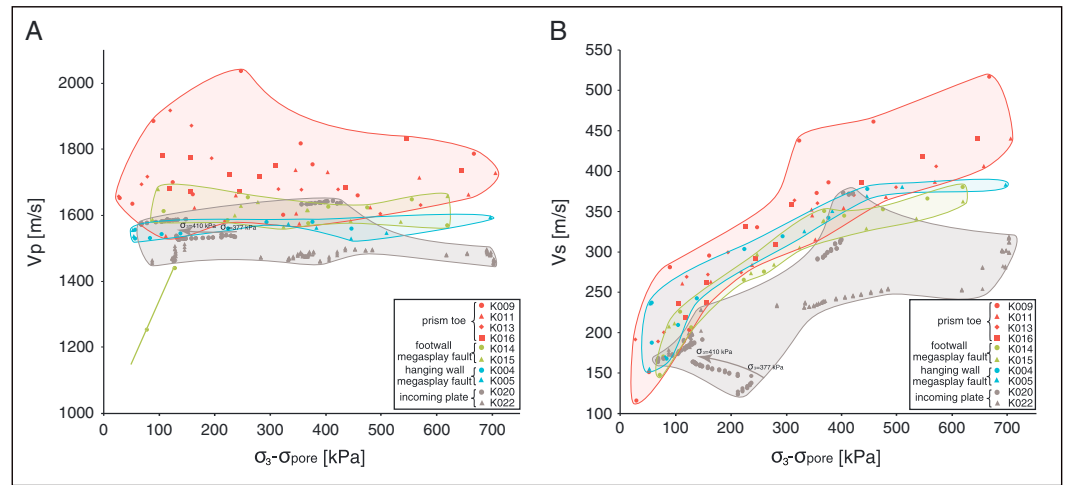 A
Vp [m/s]
2000
1800
1600
1400
1200
1000
0 100 200 300 400 500 600 700
σ3-σpore [kPa]
σ3=410 kPa
σ3=377 kPa
prism toe
footwall
megasplay fault
hanging wall
megasplay fault
incoming plate
K009
K011
K013
K016
K014
K015
K004
K005
K020
K022
B
Vs [m/s]
550
500
450
400
350
300
250
200
150
100
0 100 200 300 400 500 600 700
σ3-σpore [kPa]
σ3=410 kPa
σ3=377 kPa
prism toe
footwall
megasplay fault
hanging wall
megasplay fault
incoming plate
K009
K011
K013
K016
K014
K015
K004
K005
K020
K022